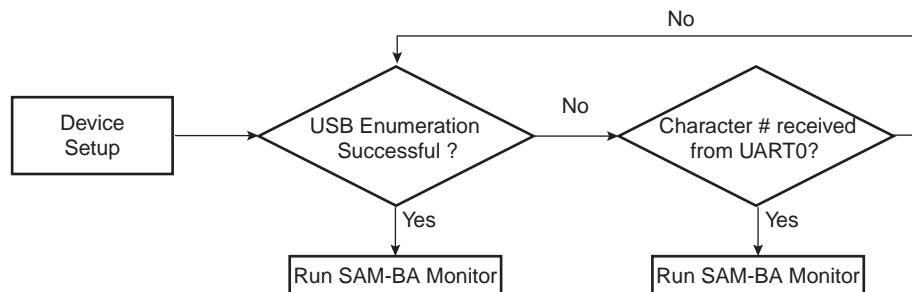 No
Device
Setup
USB Enumeration
Successful ?
No
Character # received
from UART0?
Yes
Yes
Run SAM-BA Monitor
Run SAM-BA Monitor